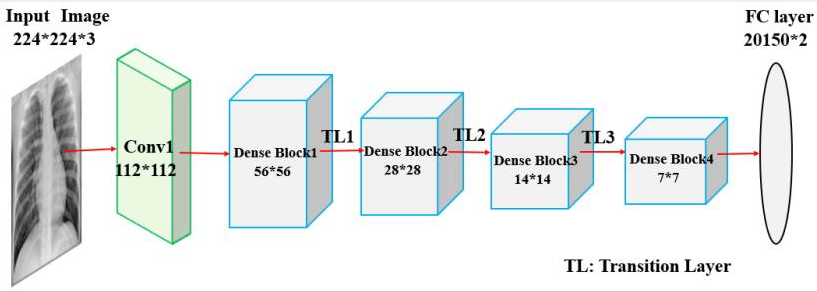 Input Image
224*224*3
FC layer
20150*2
Conv1
112*112
Dense Block1
56*56
TL1
Dense Block2
28*28
TL2
Dense Block3
14*14
TL3
Dense Block4
7*7
TL: Transition Layer